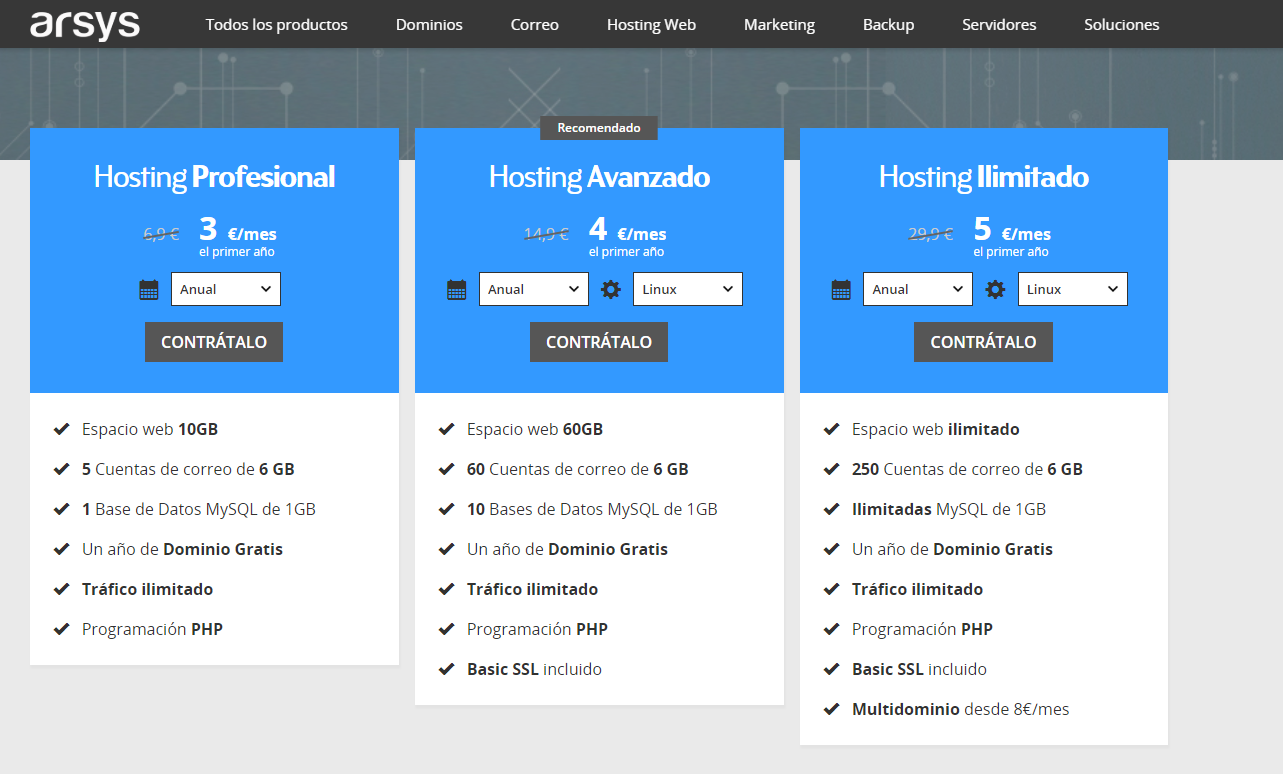 arsys
Todos los productos
Dominios
Correo
Hosting Web
Marketing
Backup
Servidores
Soluciones
Hosting Profesional
6,9 € 3 €/mes
el primer año
Anual
CONTRÁTALO
Espacio web 10GB
5 Cuentas de correo de 6 GB
1 Base de Datos MySQL de 1GB
Un año de Dominio Gratis
Tráfico ilimitado
Programación PHP
Recomendado
Hosting Avanzado
14,9 € 4 €/mes
el primer año
Anual
Linux
CONTRÁTALO
Espacio web 60GB
60 Cuentas de correo de 6 GB
10 Bases de Datos MySQL de 1GB
Un año de Dominio Gratis
Tráfico ilimitado
Programación PHP
Basic SSL incluido
Hosting Ilimitado
29,9 € 5 €/mes
el primer año
Anual
Linux
CONTRÁTALO
Espacio web ilimitado
250 Cuentas de correo de 6 GB
Ilimitadas MySQL de 1GB
Un año de Dominio Gratis
Tráfico ilimitado
Programación PHP
Basic SSL incluido
Multidominio desde 8€/mes